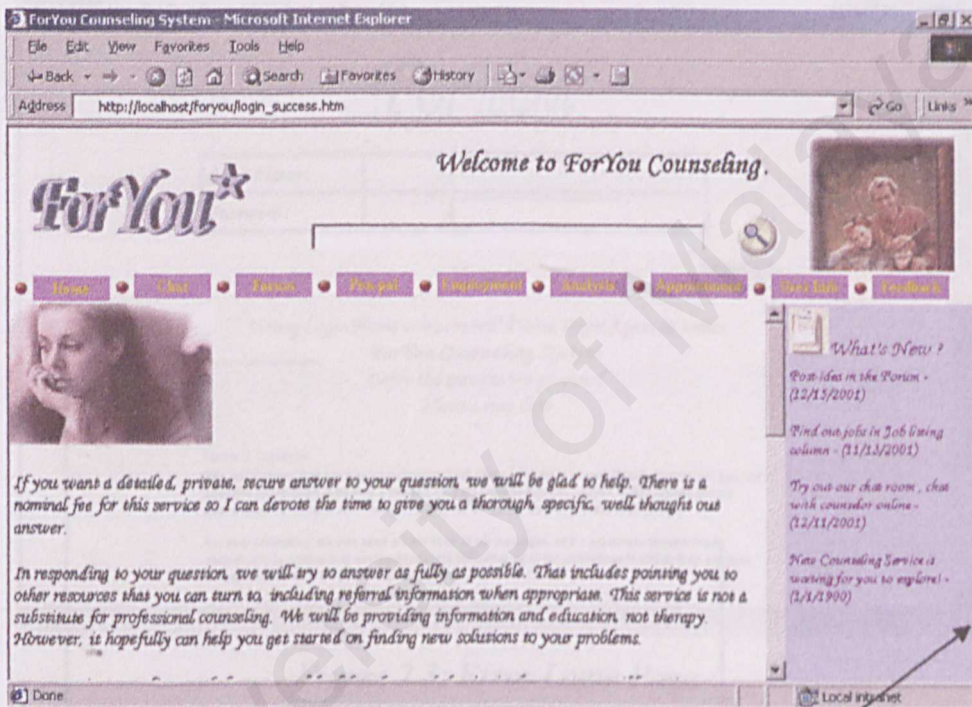 ForYou Counseling System - Microsoft Internet Explorer
File Edit View Favorites Tools Help
Back Search Favorites History
Address http://localhost/foryou/login_success.htm Go Links »
Welcome to ForYou Counseling.
ForYou
Home Chat Forum Pen-pal Employment Analysis Appointment User Info Feedback
What's New ?
Post idea in the Forum -
(12/15/2001)
Find out jobs in Job listing
column - (11/13/2001)
Try out our chat room , chat
with counselor online -
(12/11/2001)
New Counseling Service is
waiting for you to explore! -
(1/1/1900)
If you want a detailed, private, secure answer to your question, we will be glad to help. There is a
nominal fee for this service so I can devote the time to give you a thorough, specific, well thought out
answer.
In responding to your question, we will try to answer as fully as possible. That includes pointing you to
other resources that you can turn to, including referral information when appropriate. This service is not a
substitute for professional counseling. We will be providing information and education, not therapy.
However, it hopefully can help you get started on finding new solutions to your problems.
Done
Local intranet
University of Malaya